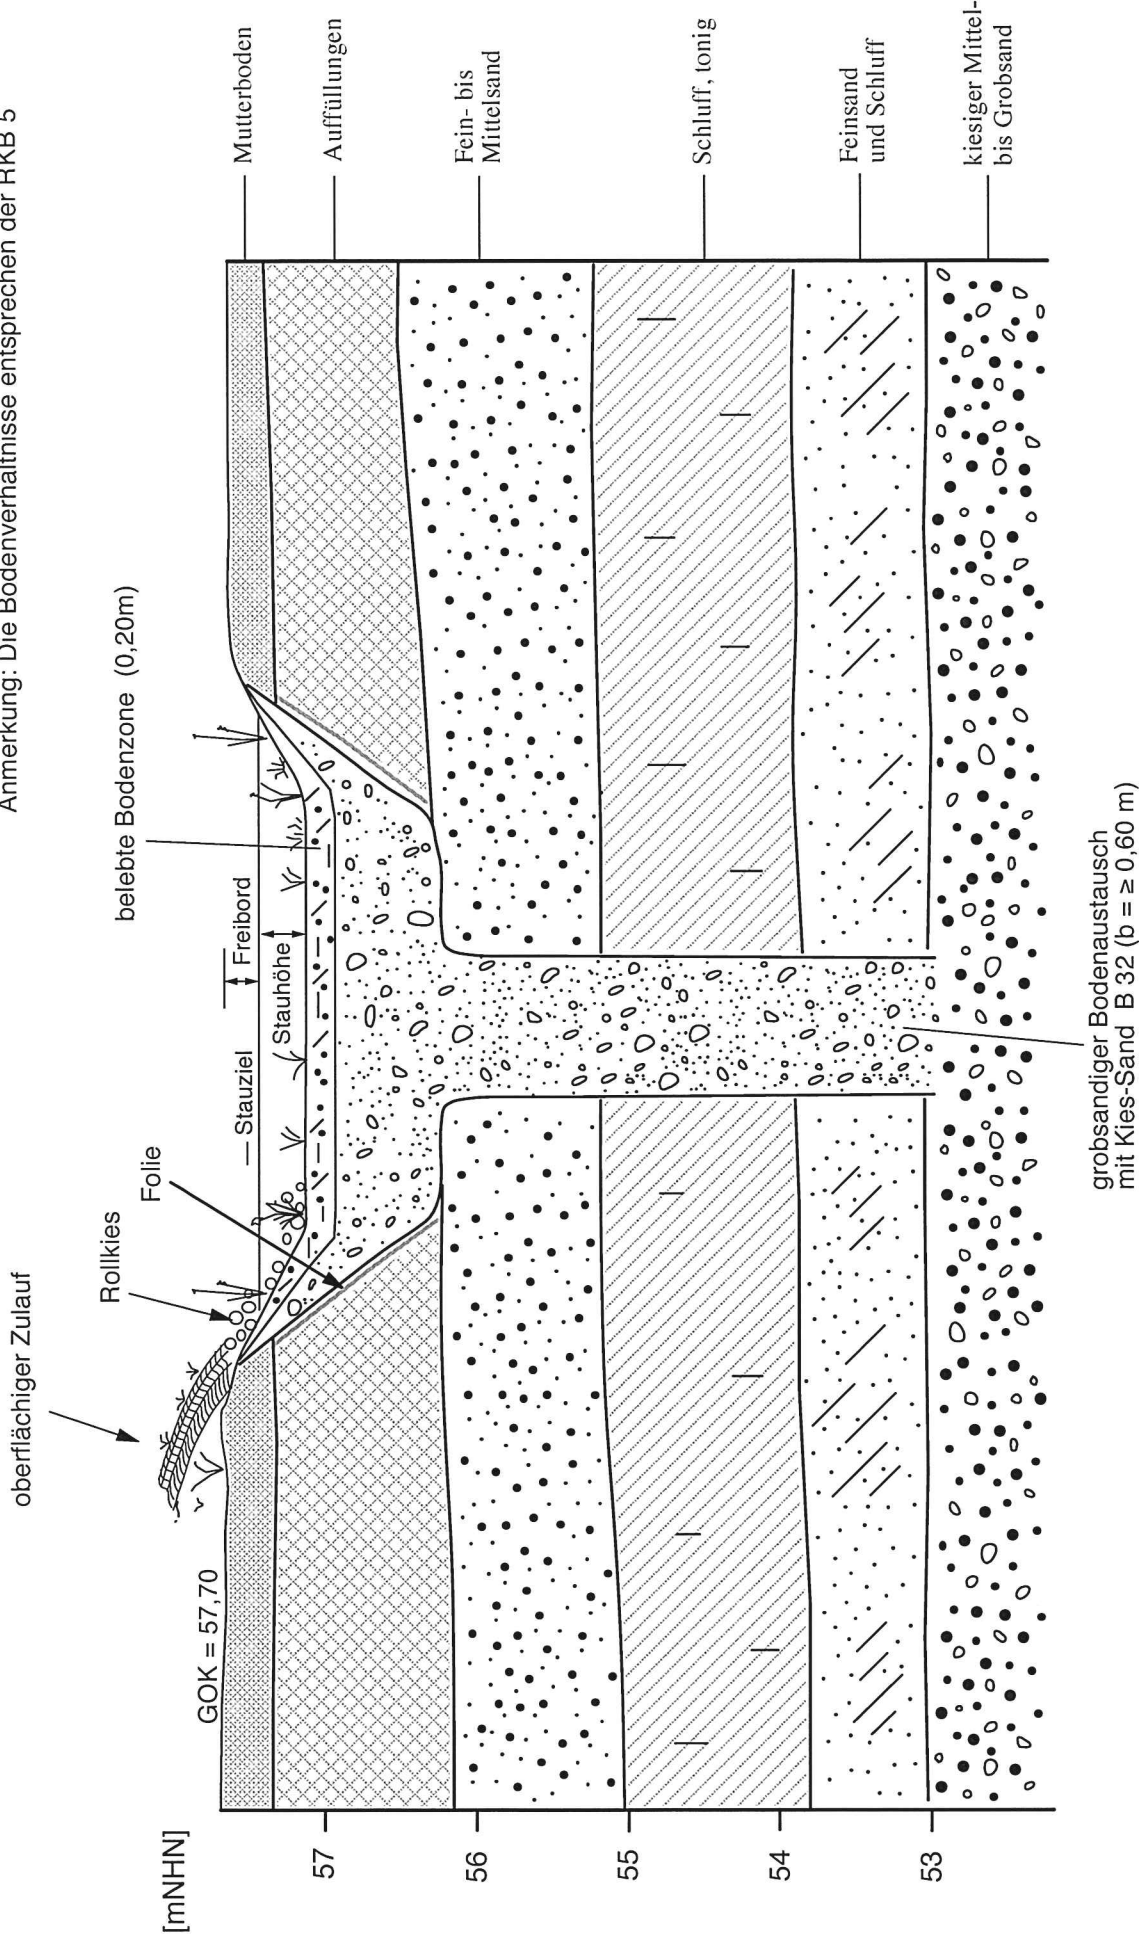 Anmerkung: Die Bodenverhältnisse entsprechen der RKB 5
oberflächiger Zulauf
Rollkies
Folie
belebte Bodenzone (0,20m)
Stauziel
Freibord
Stauhöhe
GOK = 57,70
[mNHN]
57
56
55
54
53
Mutterboden
Auffüllungen
Fein- bis
Mittelsand
Schluff, tonig
Feinsand
und Schluff
kiesiger Mittel-
bis Grobsand
grobsandiger Bodenaustausch
mit Kies-Sand B 32 (b = ≥ 0,60 m)